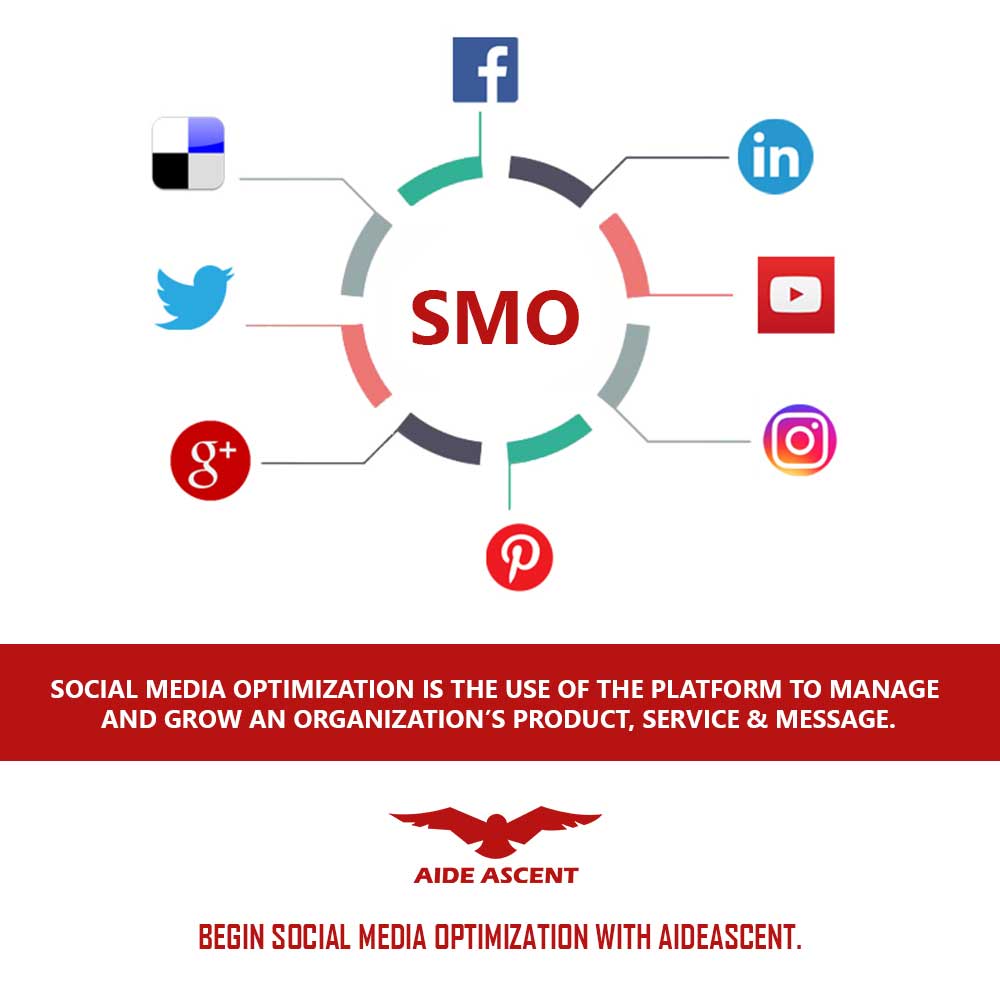 f
in
SMO
g+
SOCIAL MEDIA OPTIMIZATION IS THE USE OF THE PLATFORM TO MANAGE
AND GROW AN ORGANIZATION'S PRODUCT, SERVICE & MESSAGE.
AIDE ASCENT
BEGIN SOCIAL MEDIA OPTIMIZATION WITH AIDEASCENT.